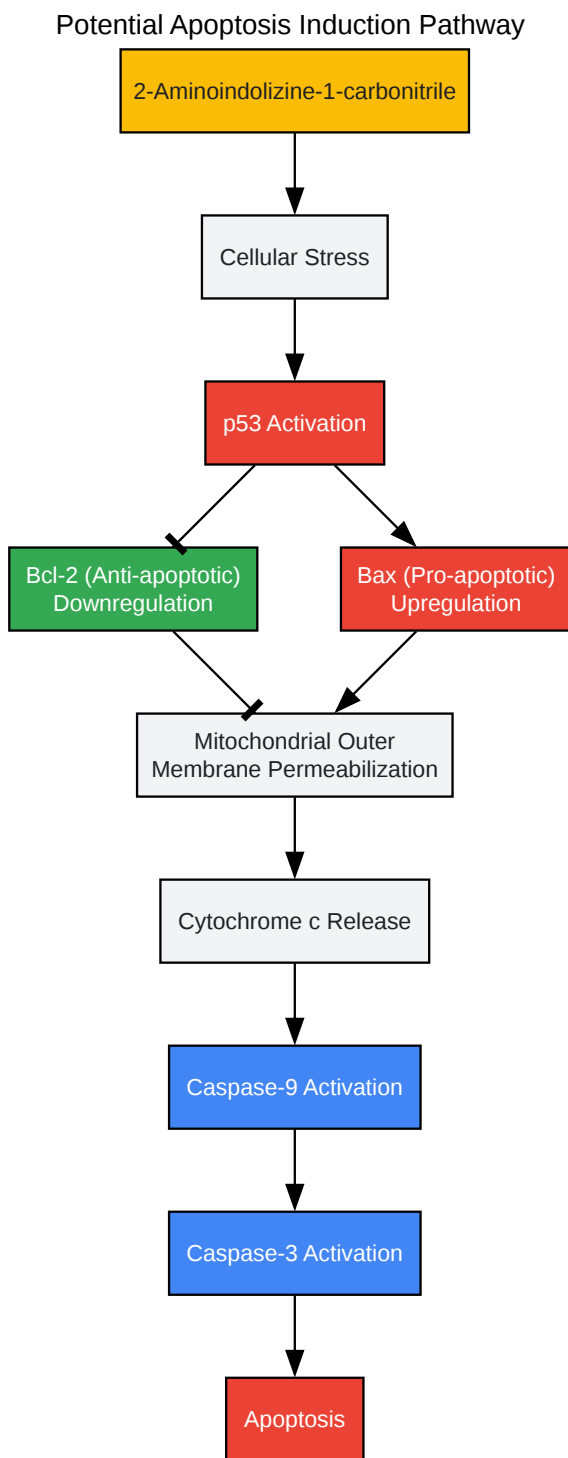 Potential Apoptosis Induction Pathway
2-Aminoindolizine-1-carbonitrile
Cellular Stress
p53 Activation
Bcl-2 (Anti-apoptotic)
Downregulation
Bax (Pro-apoptotic)
Upregulation
Mitochondrial Outer
Membrane Permeabilization
Cytochrome c Release
Caspase-9 Activation
Caspase-3 Activation
Apoptosis